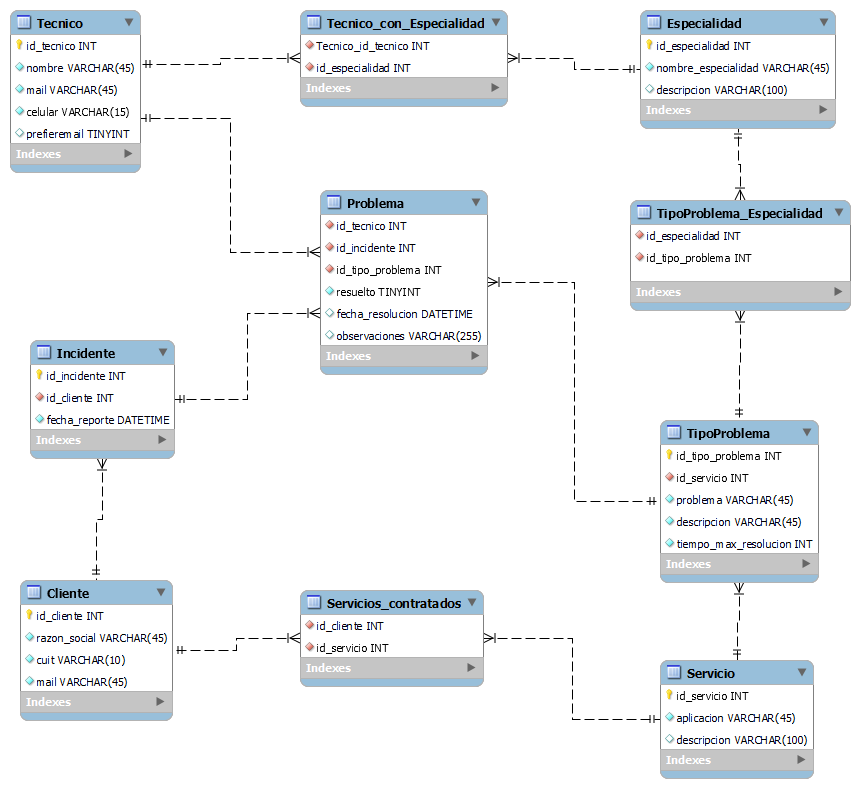 Tecnico
id_tecnico INT
nombre VARCHAR(45)
mail VARCHAR(45)
celular VARCHAR(15)
prefieremail TINYINT
Indexes
Tecnico_con_Especialidad
Tecnico_id_tecnico INT
id_especialidad INT
Indexes
Especialidad
id_especialidad INT
nombre_especialidad VARCHAR(45)
descripcion VARCHAR(100)
Indexes
Problema
id_tecnico INT
id_incidente INT
id_tipo_problema INT
resuelto TINYINT
fecha_resolucion DATETIME
observaciones VARCHAR(255)
Indexes
TipoProblema_Especialidad
id_especialidad INT
id_tipo_problema INT
Indexes
Incidente
id_incidente INT
id_cliente INT
fecha_reporte DATETIME
Indexes
TipoProblema
id_tipo_problema INT
id_servicio INT
problema VARCHAR(45)
descripcion VARCHAR(45)
tiempo_max_resolucion INT
Indexes
Cliente
id_cliente INT
razon_social VARCHAR(45)
cuit VARCHAR(10)
mail VARCHAR(45)
Indexes
Servicios_contratados
id_cliente INT
id_servicio INT
Indexes
Servicio
id_servicio INT
aplicacion VARCHAR(45)
descripcion VARCHAR(100)
Indexes